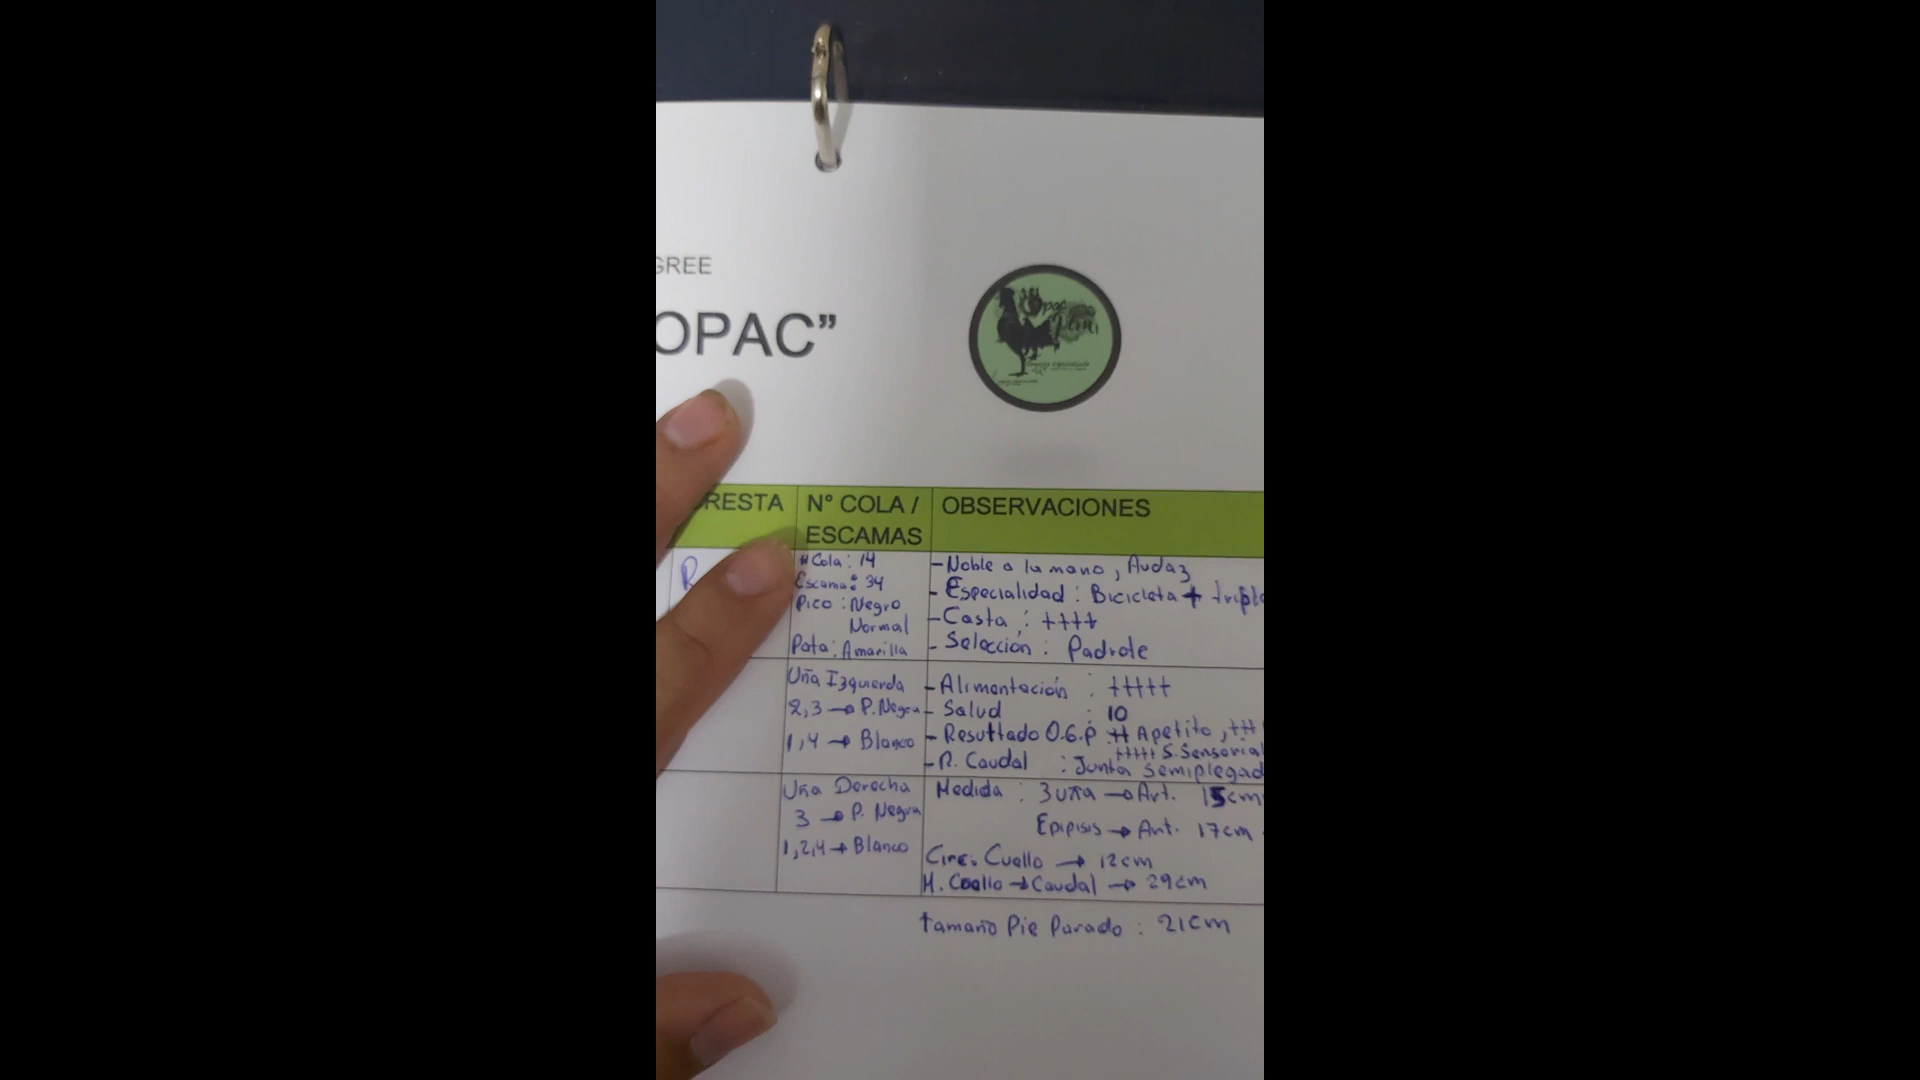 GREE
OPAC”
RESTA
N° COLA /
ESCAMAS
OBSERVACIONES
R
# Cola : 14
Escama : 34
Pico : Negro
Normal
Pata : Amarilla
- Noble a la mano , Audaz
- Especialidad : Bicicleta + triple
- Casta : ++++
- Selección : Padrote
Uña Izquierda
2,3 → P. Negra
1,4 → Blanco
- Alimentación : +++++
- Salud : 10
- Resultado O.G.P : ++ Apetito , +++
+++++ S. Sensorial
- R. Caudal : Junta Semiplegad
Uña Derecha
3 → P. Negra
1,2,4 → Blanco
Medida : 3 uña → Art. 15cm
Epipisis → Ant. 17cm
Circ. Cuello → 12cm
M. Cuello → Caudal → 29cm
tamaño Pie Parado : 21cm